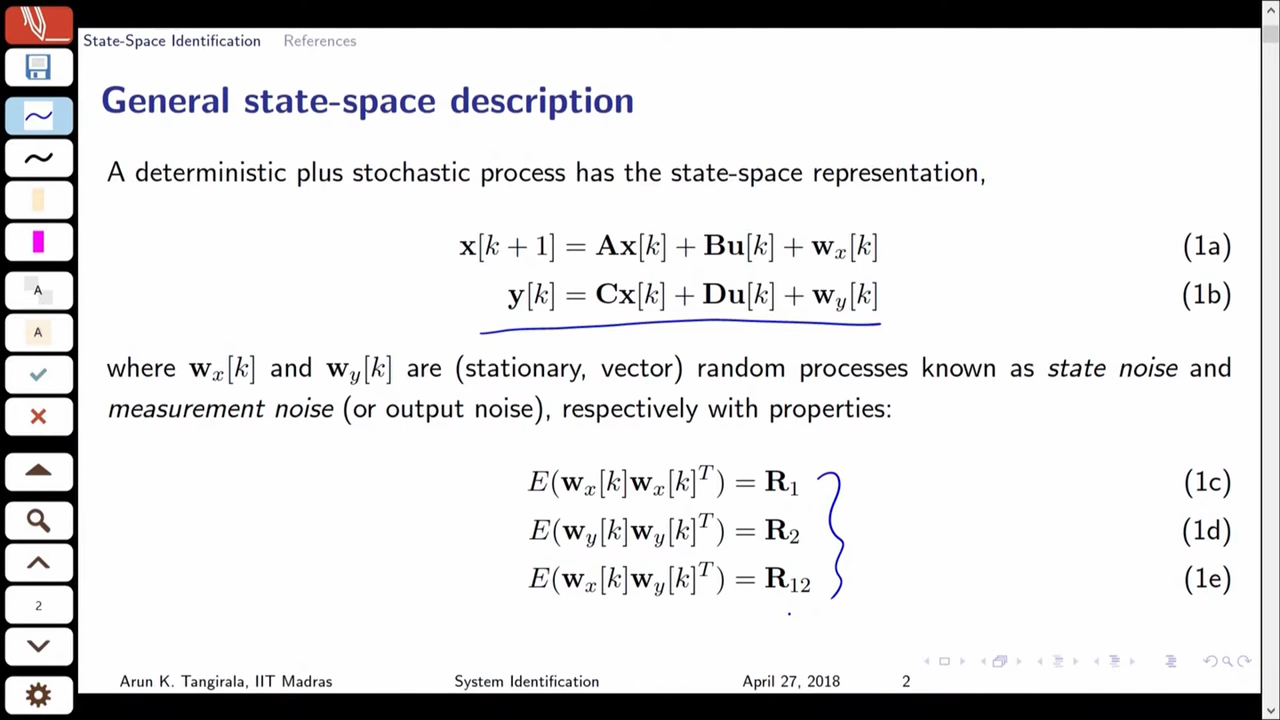 State-Space Identification References
General state-space description
A deterministic plus stochastic process has the state-space representation,
x[k + 1] = Ax[k] + Bu[k] + w_x[k] (1a)
y[k] = Cx[k] + Du[k] + w_y[k] (1b)
where w_x[k] and w_y[k] are (stationary, vector) random processes known as state noise and
measurement noise (or output noise), respectively with properties:
E(w_x[k]w_x[k]^T) = R_1 (1c)
E(w_y[k]w_y[k]^T) = R_2 (1d)
E(w_x[k]w_y[k]^T) = R_12 (1e)
A
A
2
Arun K. Tangirala, IIT Madras System Identification April 27, 2018 2